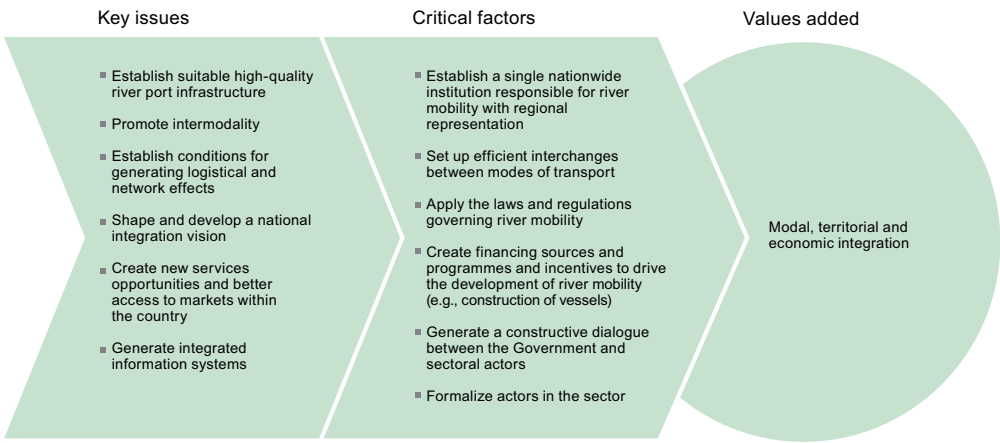 Key issues
Establish suitable high-quality
river port infrastructure
Promote intermodality
Establish conditions for
generating logistical and
network effects
Shape and develop a national
integration vision
Create new services
opportunities and better
access to markets within
the country
Generate integrated
information systems
Critical factors
Establish a single nationwide
institution responsible for river
mobility with regional
representation
Set up efficient interchanges
between modes of transport
Apply the laws and regulations
governing river mobility
Create financing sources and
programmes and incentives to drive
the development of river mobility
(e.g., construction of vessels)
Generate a constructive dialogue
between the Government and
sectoral actors
Formalize actors in the sector
Values added
Modal, territorial and
economic integration